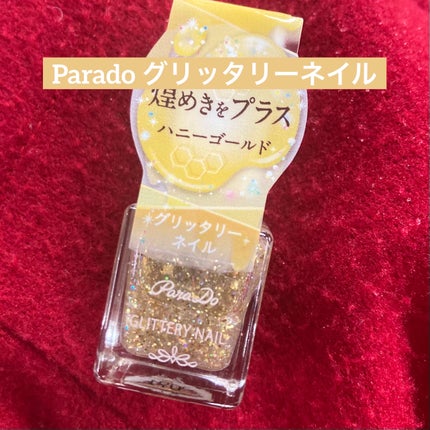 Parado グリッタリーネイル
煌めきをプラス
ハニーゴールド
グリッタリー
ネイル
ParaDo
GLITTERY NAIL